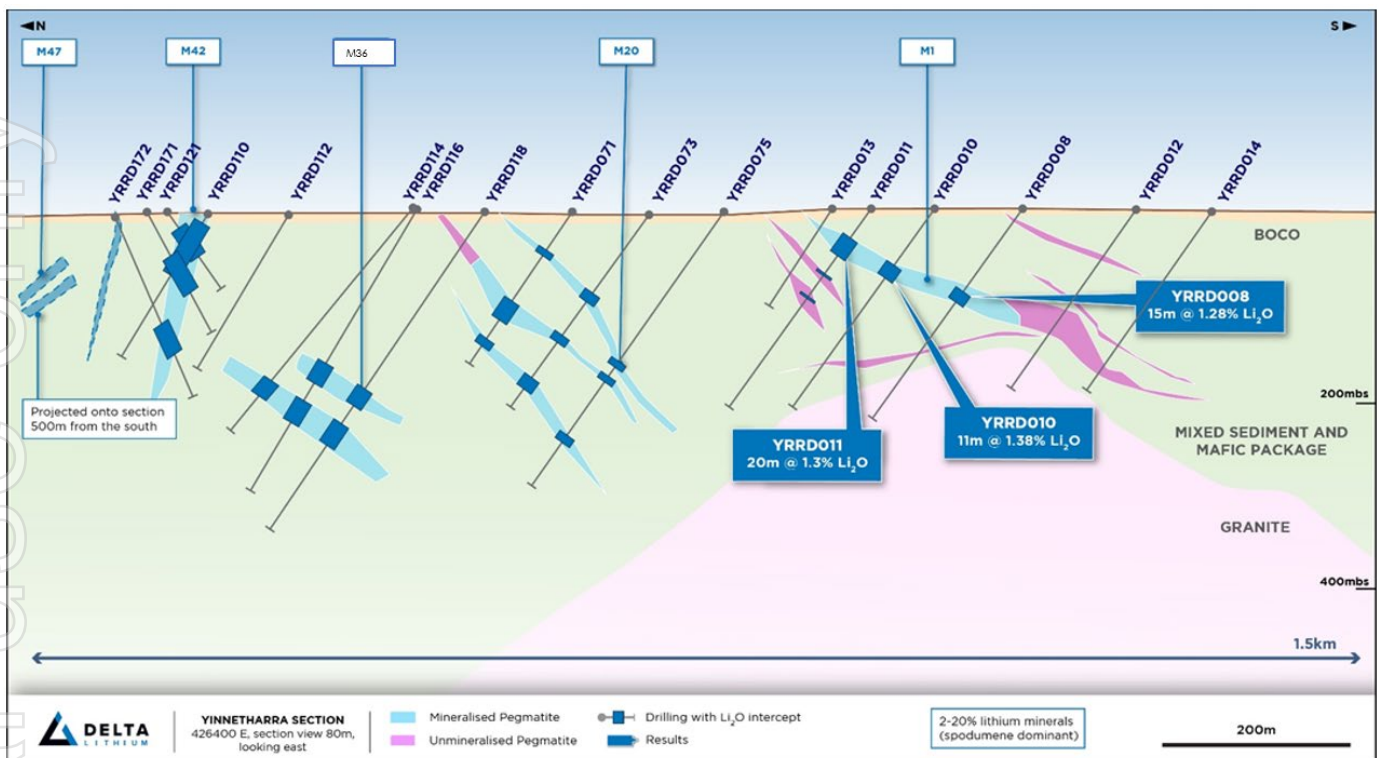 ◄N
S ►
M47
M42
M36
M20
M1
YRRD172
YRRD171
YRRD121
YRRD110
YRRD112
YRRD114
YRRD116
YRRD118
YRRD071
YRRD073
YRRD075
YRRD013
YRRD011
YRRD010
YRRD008
YRRD012
YRRD014
BOCO
YRRD008
15m @ 1.28% Li₂O
200mbs
Projected onto section
500m from the south
YRRD011
20m @ 1.3% Li₂O
YRRD010
11m @ 1.38% Li₂O
MIXED SEDIMENT AND
MAFIC PACKAGE
GRANITE
400mbs
1.5km
DELTA
LITHIUM
YINNETHARRA SECTION
426400 E, section view 80m,
looking east
Mineralised Pegmatite
Unmineralised Pegmatite
Drilling with Li₂O intercept
Results
2-20% lithium minerals
(spodumene dominant)
200m